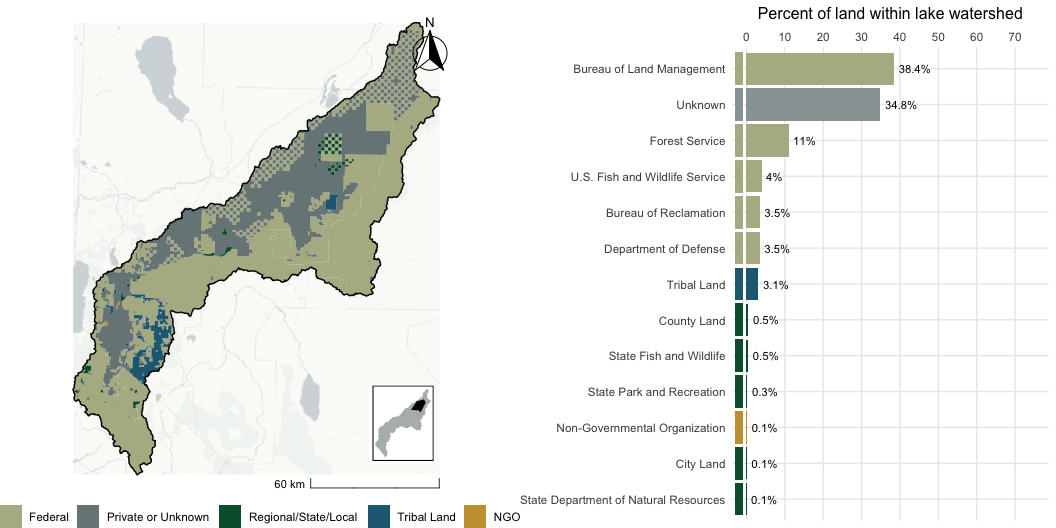 N
60 km
Federal
Private or Unknown
Regional/State/Local
Tribal Land
NGO
Percent of land within lake watershed
0 10 20 30 40 50 60 70
Bureau of Land Management 38.4%
Unknown 34.8%
Forest Service 11%
U.S. Fish and Wildlife Service 4%
Bureau of Reclamation 3.5%
Department of Defense 3.5%
Tribal Land 3.1%
County Land 0.5%
State Fish and Wildlife 0.5%
State Park and Recreation 0.3%
Non-Governmental Organization 0.1%
City Land 0.1%
State Department of Natural Resources 0.1%